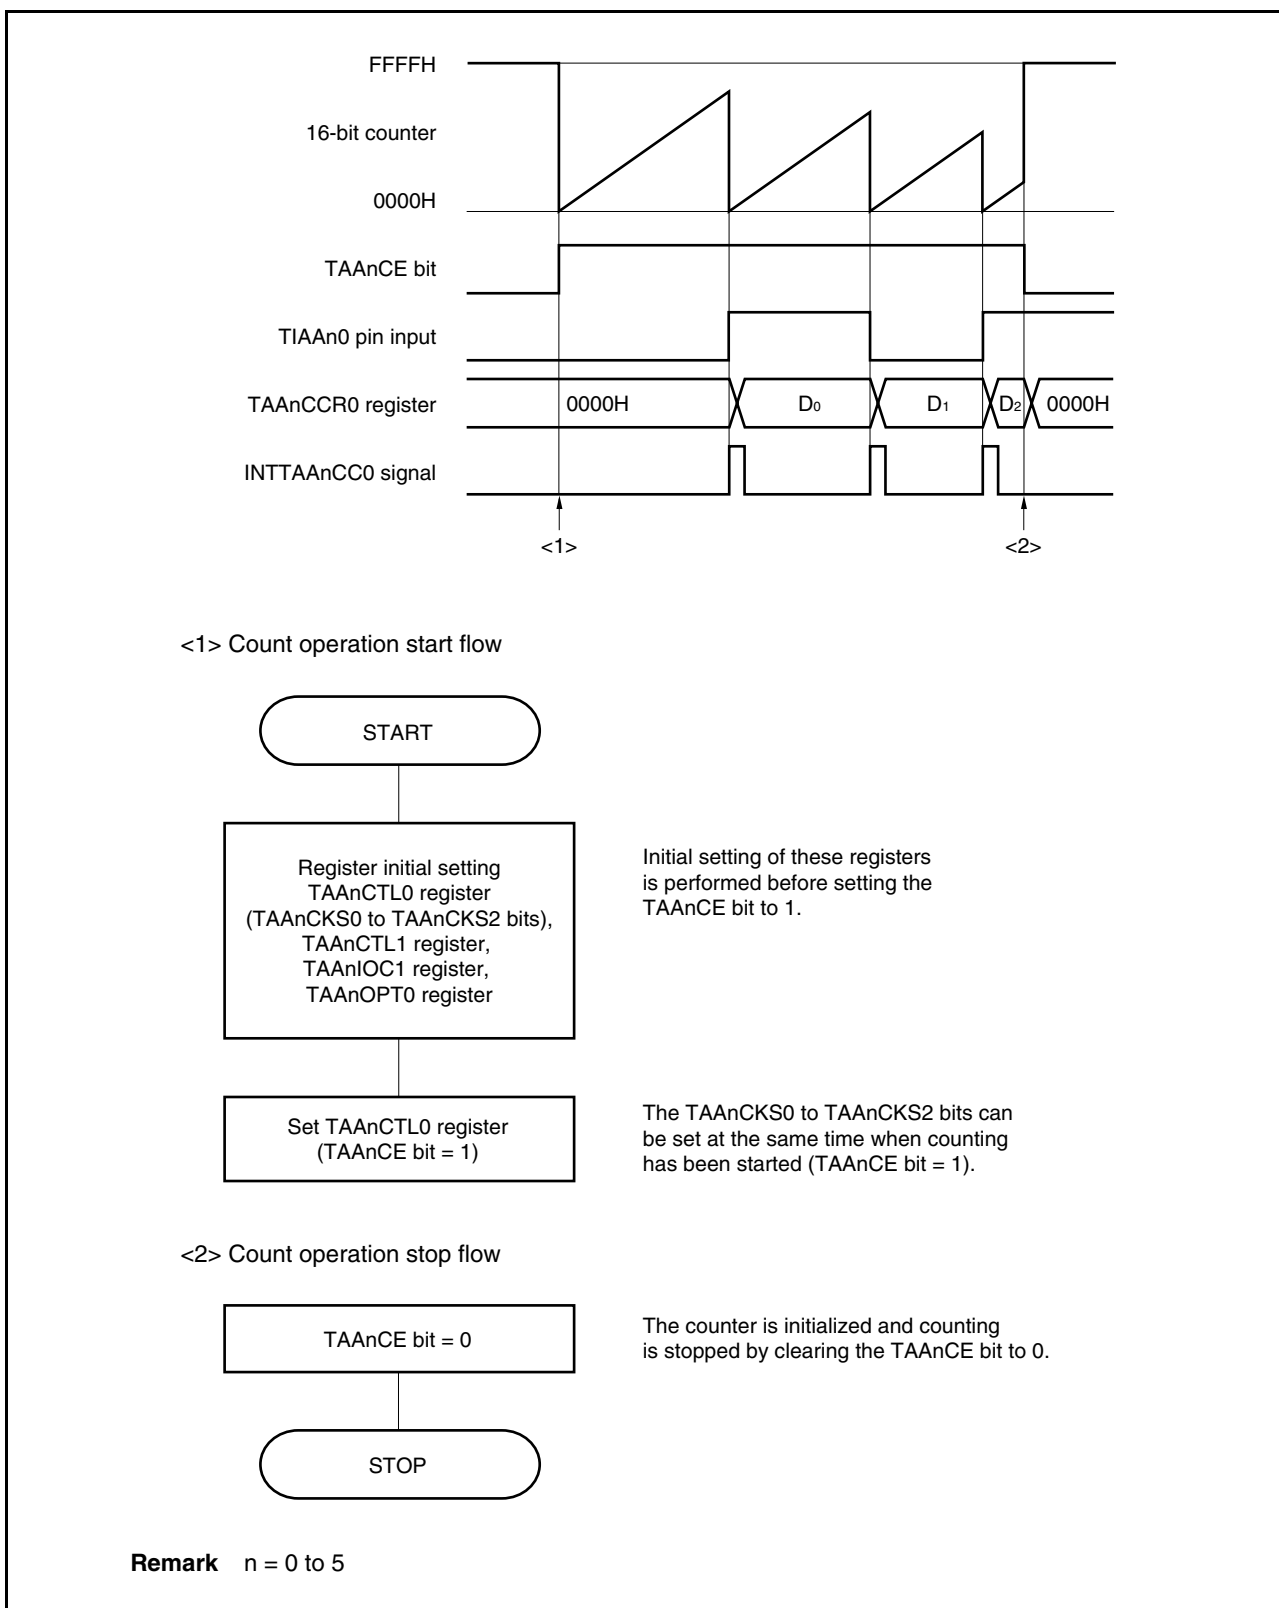 FFFFH
16-bit counter
0000H
TAAnCE bit
TIAAn0 pin input
TAAnCCR0 register
0000H
D0
D1
D2
0000H
INTTAAnCC0 signal
<1>
<2>
<1> Count operation start flow
START
Register initial setting
TAAnCTL0 register
(TAAnCKS0 to TAAnCKS2 bits),
TAAnCTL1 register,
TAAnIOC1 register,
TAAnOPT0 register
Initial setting of these registers
is performed before setting the
TAAnCE bit to 1.
Set TAAnCTL0 register
(TAAnCE bit = 1)
The TAAnCKS0 to TAAnCKS2 bits can
be set at the same time when counting
has been started (TAAnCE bit = 1).
<2> Count operation stop flow
TAAnCE bit = 0
The counter is initialized and counting
is stopped by clearing the TAAnCE bit to 0.
STOP
Remark n = 0 to 5